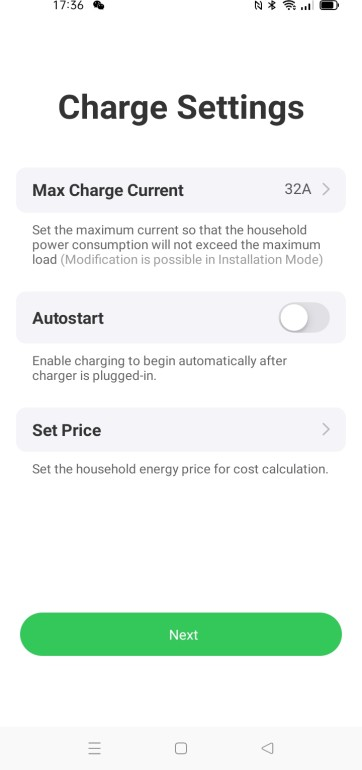 17:36
Charge Settings
Max Charge Current 32A
Set the maximum current so that the household
power consumption will not exceed the maximum
load (Modification is possible in Installation Mode)
Autostart
Enable charging to begin automatically after
charger is plugged-in.
Set Price
Set the household energy price for cost calculation.
Next